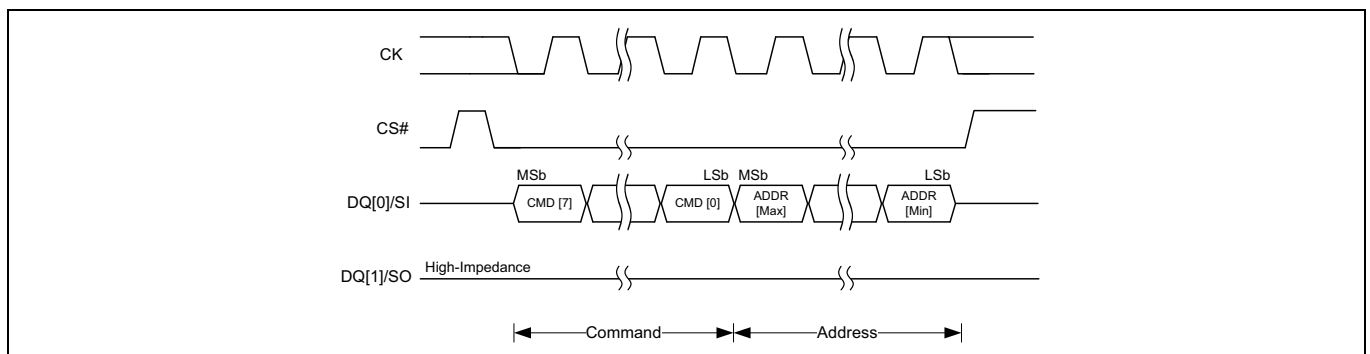 CK
CS#
MSb LSb MSb LSb
DQ[0]/SI CMD [7] CMD [0] ADDR [Max] ADDR [Min]
High-Impedance
DQ[1]/SO
Command Address